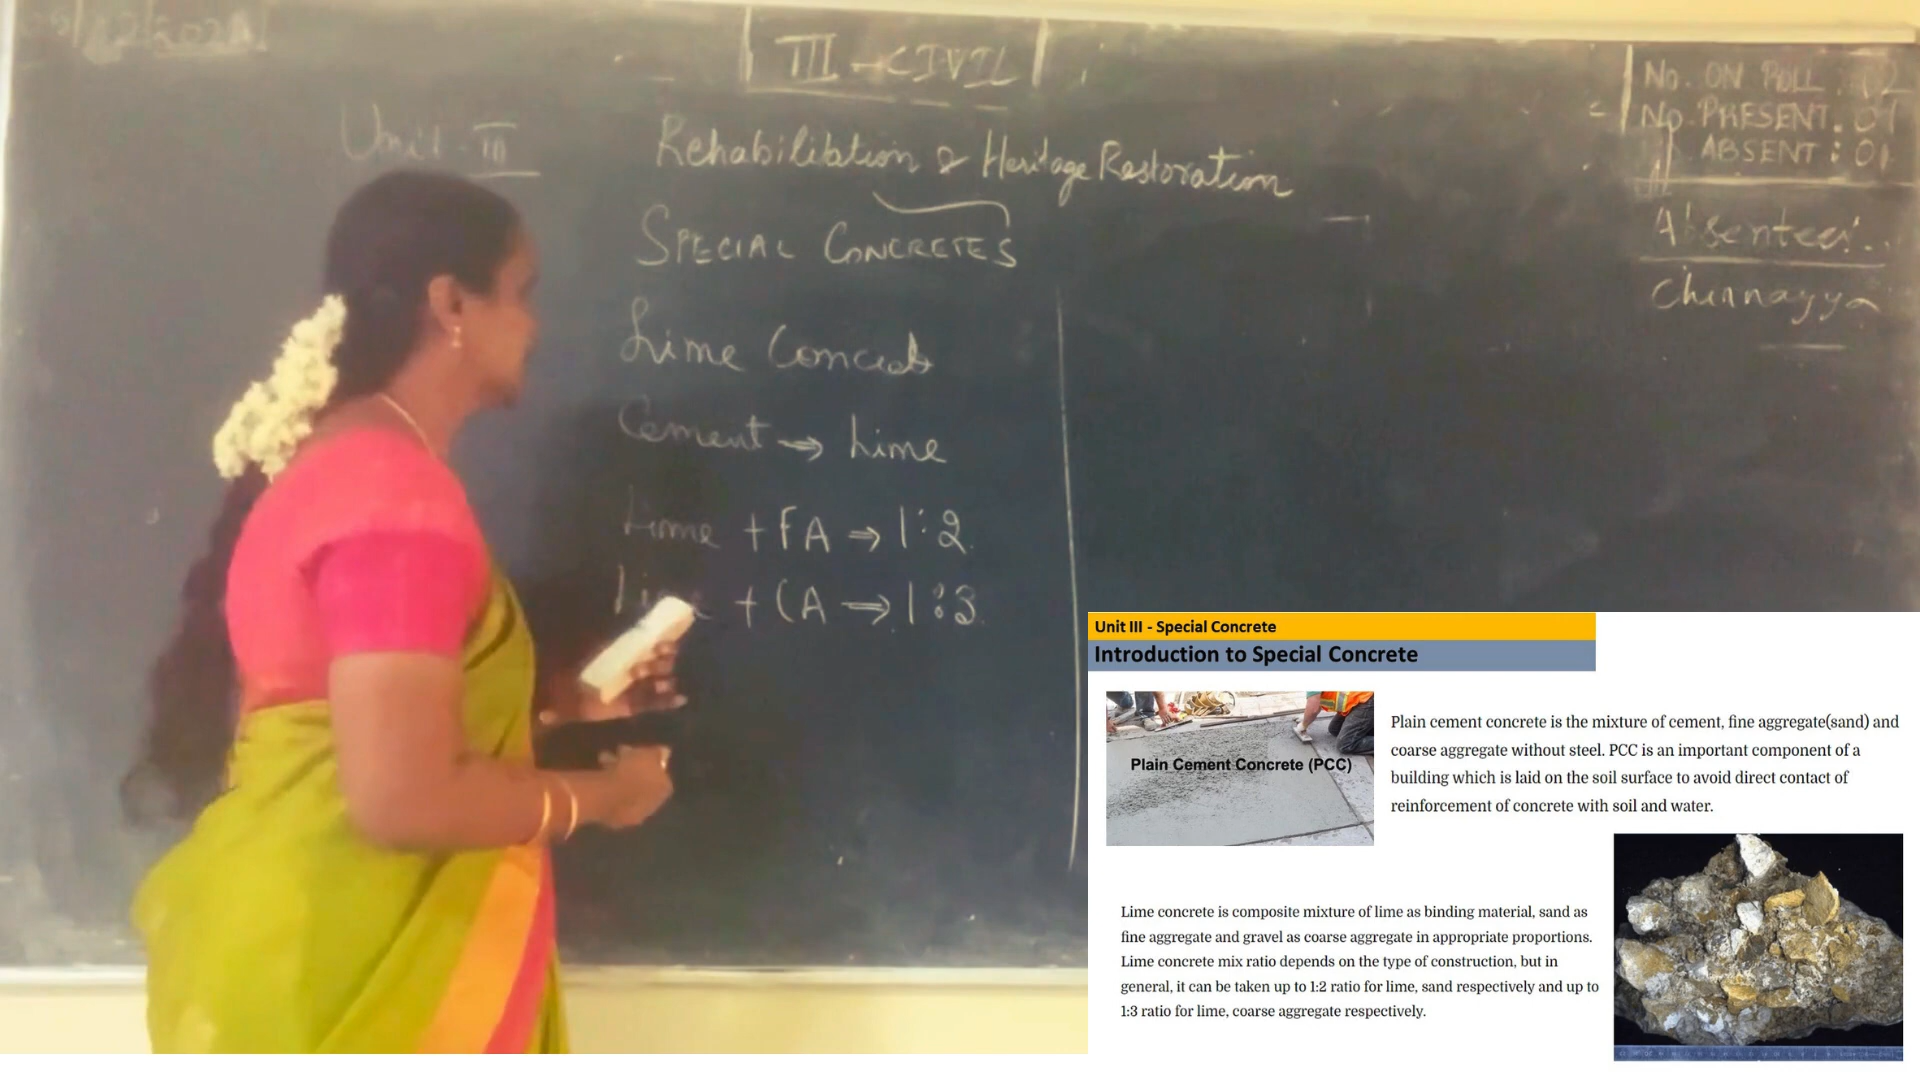 III - CIVIL
Unit - III
Rehabilitation & Heritage Restoration
SPECIAL CONCRETES
Lime Concrete
Cement → Lime
Lime + FA ⇒ 1:2
Lime + CA ⇒ 1:3
No. ON ROLL : 02
No. PRESENT : 01
ABSENT : 01
Absentees:
Chinnayya
Unit III - Special Concrete
Introduction to Special Concrete
Plain Cement Concrete (PCC)
Plain cement concrete is the mixture of cement, fine aggregate(sand) and
coarse aggregate without steel. PCC is an important component of a
building which is laid on the soil surface to avoid direct contact of
reinforcement of concrete with soil and water.
Lime concrete is composite mixture of lime as binding material, sand as
fine aggregate and gravel as coarse aggregate in appropriate proportions.
Lime concrete mix ratio depends on the type of construction, but in
general, it can be taken up to 1:2 ratio for lime, sand respectively and up to
1:3 ratio for lime, coarse aggregate respectively.